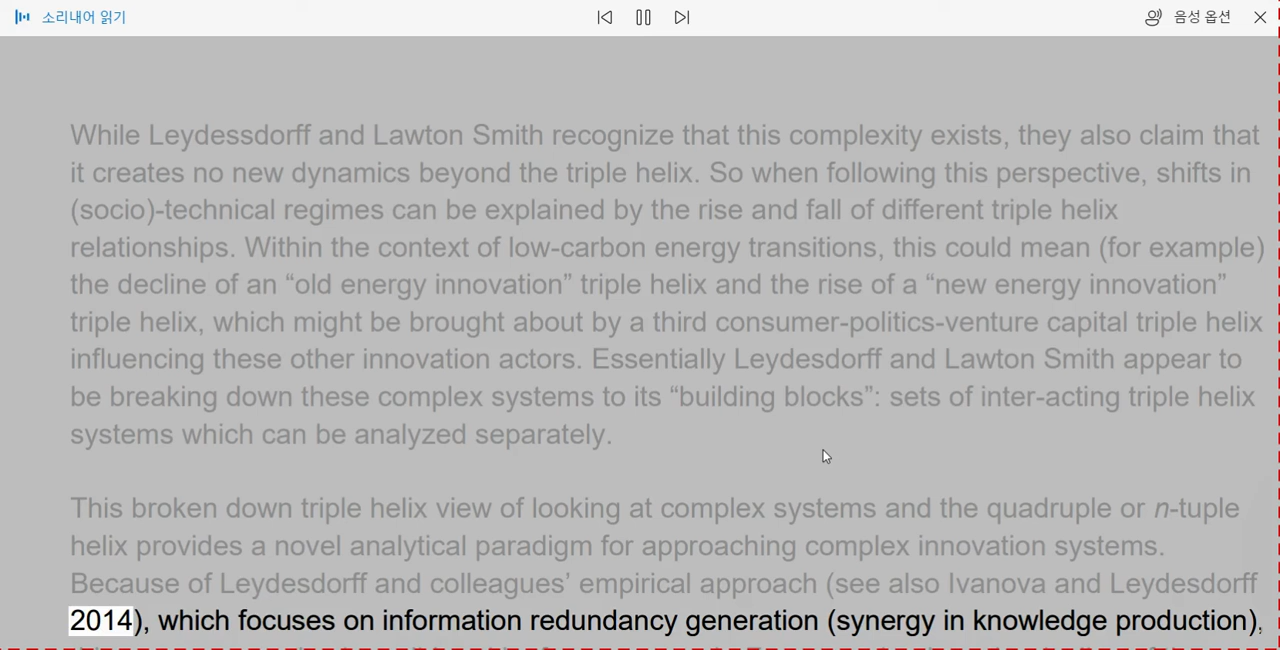 소리내어 읽기
음성 옵션
While Leydessdorff and Lawton Smith recognize that this complexity exists, they also claim that
it creates no new dynamics beyond the triple helix. So when following this perspective, shifts in
(socio)-technical regimes can be explained by the rise and fall of different triple helix
relationships. Within the context of low-carbon energy transitions, this could mean (for example)
the decline of an “old energy innovation” triple helix and the rise of a “new energy innovation”
triple helix, which might be brought about by a third consumer-politics-venture capital triple helix
influencing these other innovation actors. Essentially Leydesdorff and Lawton Smith appear to
be breaking down these complex systems to its “building blocks”: sets of inter-acting triple helix
systems which can be analyzed separately.
This broken down triple helix view of looking at complex systems and the quadruple or n-tuple
helix provides a novel analytical paradigm for approaching complex innovation systems.
Because of Leydesdorff and colleagues’ empirical approach (see also Ivanova and Leydesdorff
2014), which focuses on information redundancy generation (synergy in knowledge production),